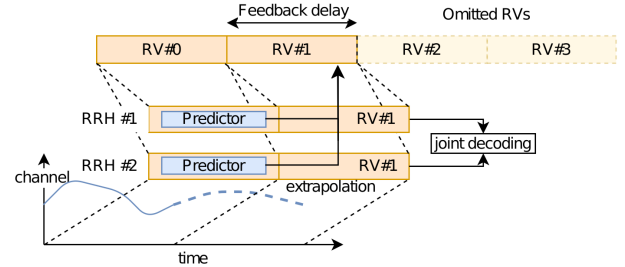 Feedback delay
Omitted RVs
RV#0
RV#1
RV#2
RV#3
RRH #1
Predictor
RV#1
joint decoding
RRH #2
Predictor
RV#1
channel
extrapolation
time